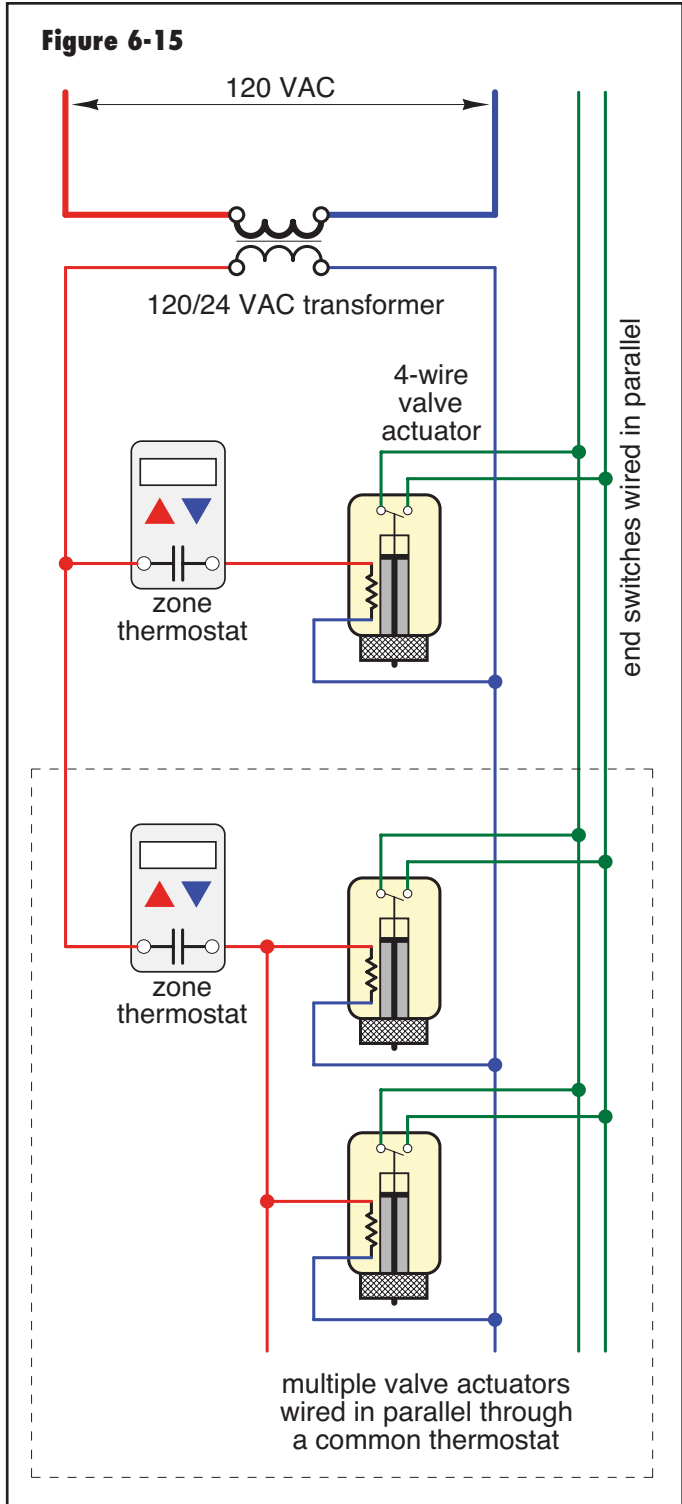 Figure 6-15
120 VAC
120/24 VAC transformer
4-wire
valve
actuator
end switches wired in parallel
zone
thermostat
zone
thermostat
multiple valve actuators
wired in parallel through
a common thermostat